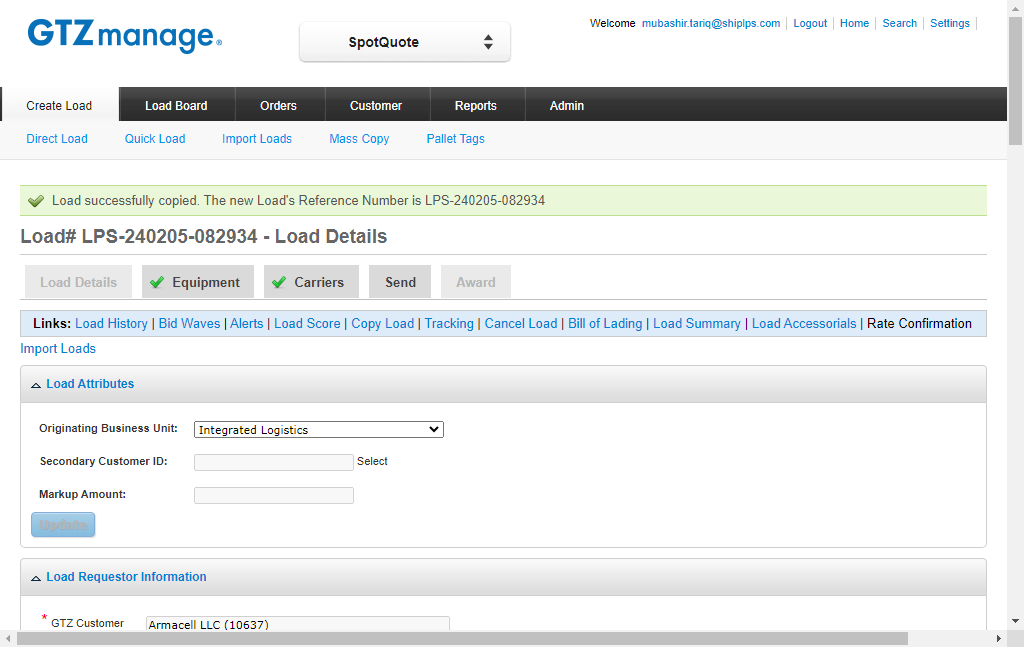 GTZmanage®
SpotQuote
Welcome mubashir.tariq@shiplps.com Logout Home Search Settings
Create Load Load Board Orders Customer Reports Admin
Direct Load Quick Load Import Loads Mass Copy Pallet Tags
Load successfully copied. The new Load's Reference Number is LPS-240205-082934
Load# LPS-240205-082934 - Load Details
Load Details Equipment Carriers Send Award
Links: Load History | Bid Waves | Alerts | Load Score | Copy Load | Tracking | Cancel Load | Bill of Lading | Load Summary | Load Accessorials | Rate Confirmation
Import Loads
Load Attributes
Originating Business Unit: Integrated Logistics
Secondary Customer ID: Select
Markup Amount:
Update
Load Requestor Information
* GTZ Customer Armacell LLC (10637)